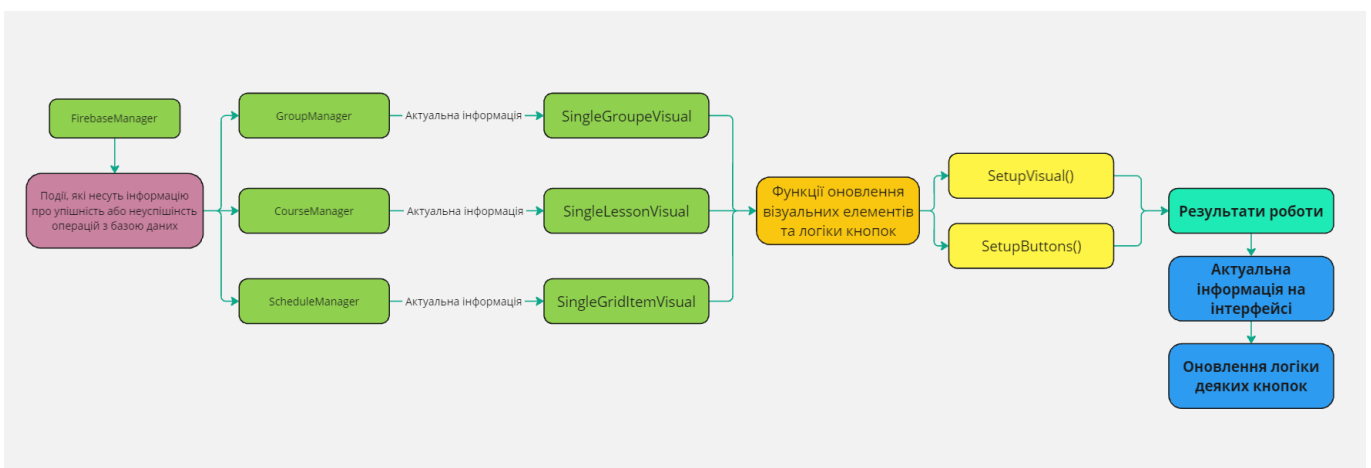 FirebaseManager
Події, які несуть інформацію
про упішність або неуспішінсть
операцій з базою даних
GroupManager
Актуальна інформація
SingleGroupeVisual
CourseManager
Актуальна інформація
SingleLessonVisual
ScheduleManager
Актуальна інформація
SingleGridItemVisual
Функції оновлення
візуальних елементів
та логіки кнопок
SetupVisual()
SetupButtons()
Результати роботи
Актуальна
інформація на
інтерфейсі
Оновлення логіки
деяких кнопок